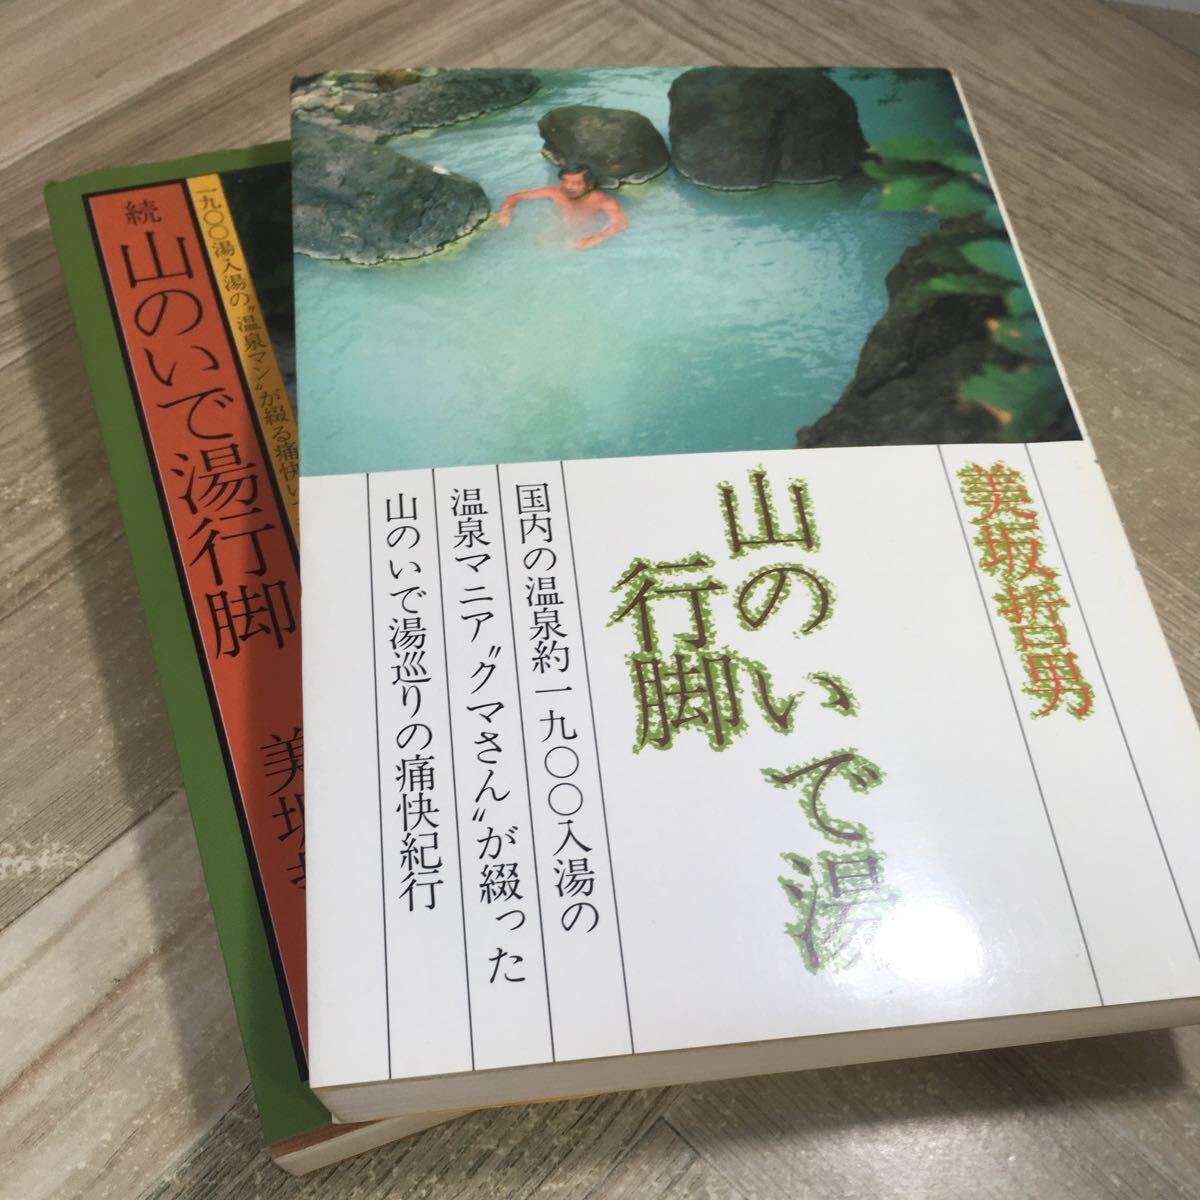 美坂哲男
山のいで湯
行脚
国内の温泉約一九〇〇入湯の
温泉マニア〝クマさん〟が綴った
山のいで湯巡りの痛快紀行
一九〇〇湯入湯の〝温泉マン〟が綴る痛快い
続 山のいで湯行脚
美坂